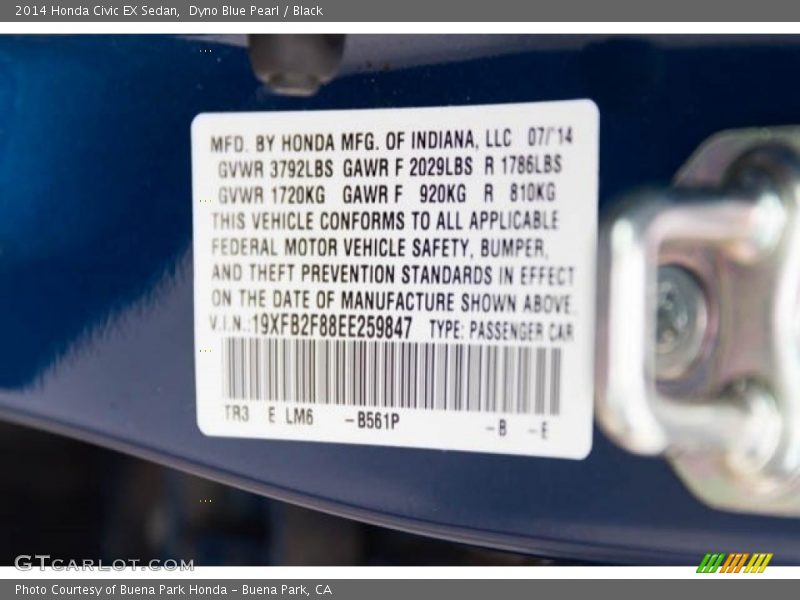 2014 Honda Civic EX Sedan, Dyno Blue Pearl / Black
MFD. BY HONDA MFG. OF INDIANA, LLC 07/'14
GVWR 3792LBS GAWR F 2029LBS R 1786LBS
GVWR 1720KG GAWR F 920KG R 810KG
THIS VEHICLE CONFORMS TO ALL APPLICABLE
FEDERAL MOTOR VEHICLE SAFETY, BUMPER,
AND THEFT PREVENTION STANDARDS IN EFFECT
ON THE DATE OF MANUFACTURE SHOWN ABOVE.
V.I.N.:19XFB2F88EE259847 TYPE: PASSENGER CAR
TR3 E LM6 -B561P -B -E
GTCARLOT.COM
Photo Courtesy of Buena Park Honda - Buena Park, CA